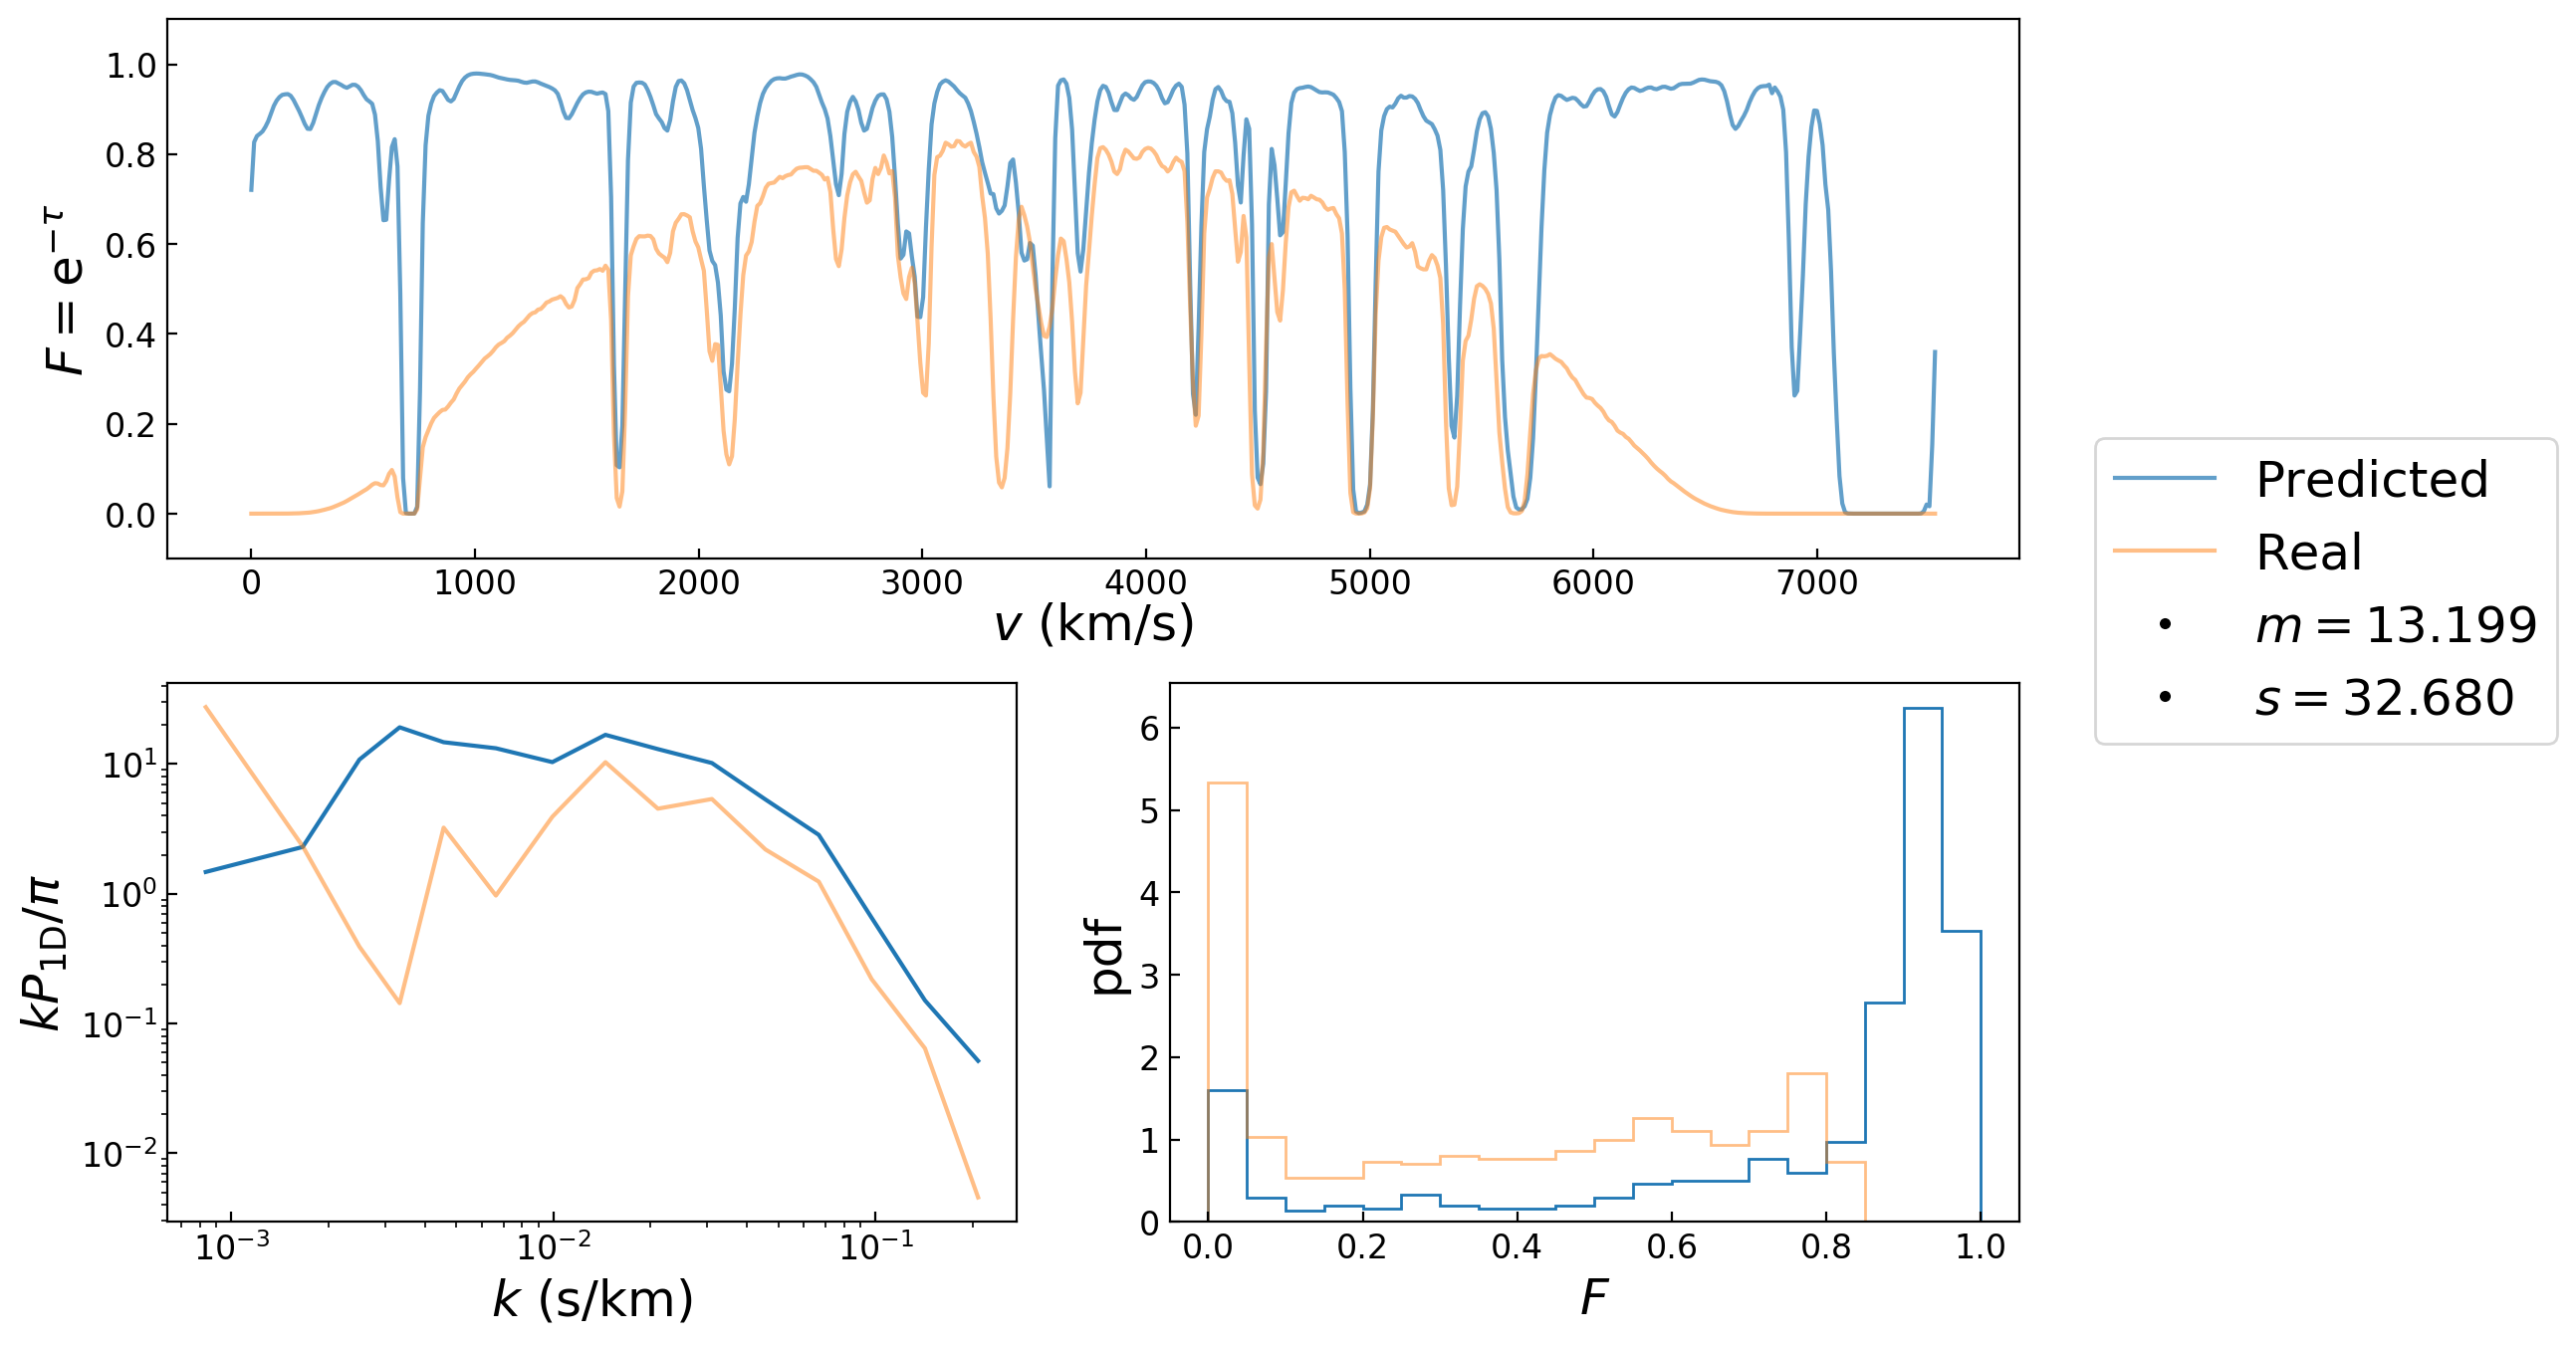 1.0
0.8
0.6
0.4
0.2
0.0
F = e^{−τ}
0 1000 2000 3000 4000 5000 6000 7000
v (km/s)
Predicted
Real
m = 13.199
s = 32.680
10^1
10^0
10^{−1}
10^{−2}
kP_{1D}/π
10^{−3} 10^{−2} 10^{−1}
k (s/km)
6
5
4
3
2
1
0
pdf
0.0 0.2 0.4 0.6 0.8 1.0
F